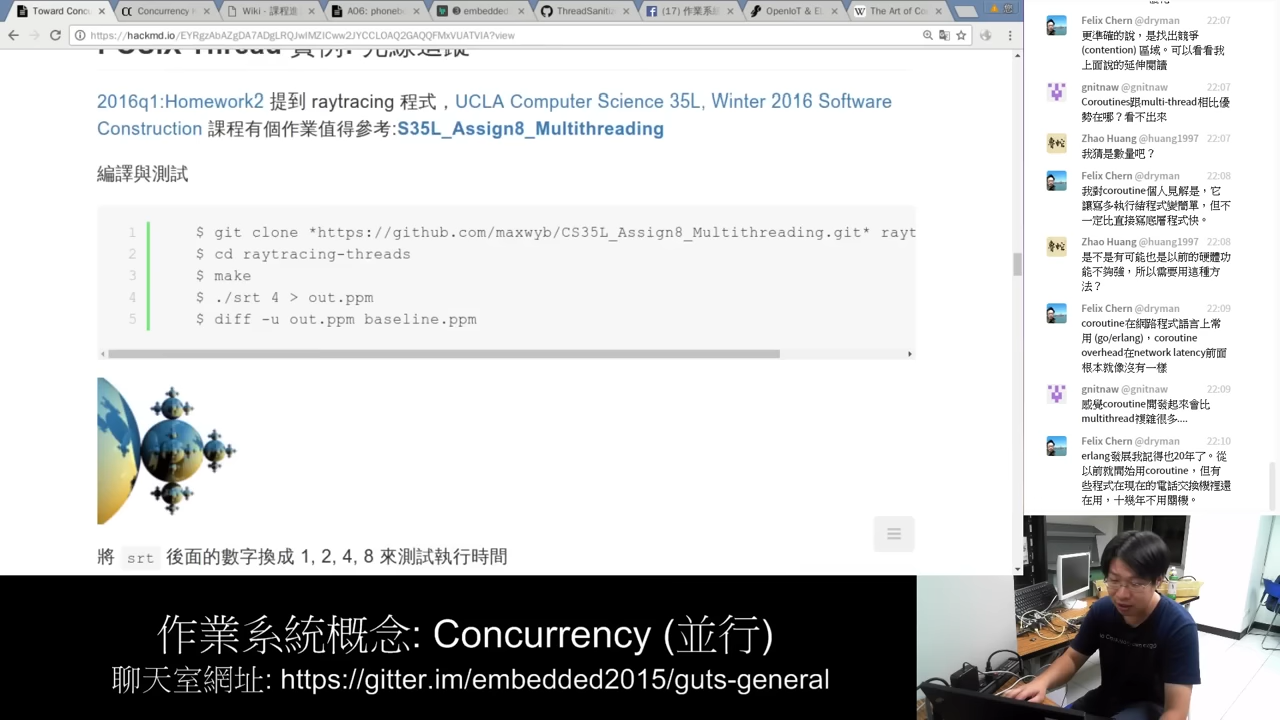 Toward Conc
Concurrency
Wiki - 課程進
A06: phoneb
embedded
ThreadSanitiz
(17) 作業系統
OpenIoT & EL
The Art of Co
https://hackmd.io/EYRgzAbAZgDA7ADgLRQJwIMZICww2jYCCLOAQ2GAQQFMxVUATVIA?view
POSIX Thread 實例: 光線追蹤
2016q1:Homework2 提到 raytracing 程式，UCLA Computer Science 35L, Winter 2016 Software
Construction 課程有個作業值得參考:S35L_Assign8_Multithreading
編譯與測試
1 $ git clone *https://github.com/maxwyb/CS35L_Assign8_Multithreading.git* rayt
2 $ cd raytracing-threads
3 $ make
4 $ ./srt 4 > out.ppm
5 $ diff -u out.ppm baseline.ppm
將 srt 後面的數字換成 1, 2, 4, 8 來測試執行時間
Felix Chern @dryman 22:07
更準確的說，是找出競爭
(contention) 區域。可以看看我
上面說的延伸閱讀
gnitnaw @gnitnaw 22:07
Coroutines跟multi-thread相比優
勢在哪？看不出來
Zhao Huang @huang1997 22:07
我猜是數量吧？
Felix Chern @dryman 22:08
我對coroutine個人見解是，它
讓寫多執行緒程式變簡單，但不
一定比直接寫底層程式快。
Zhao Huang @huang1997 22:08
是不是有可能也是以前的硬體功
能不夠強，所以需要用這種方
法？
Felix Chern @dryman 22:09
coroutine在網路程式語言上常
用 (go/erlang)，coroutine
overhead在network latency前面
根本就像沒有一樣
gnitnaw @gnitnaw 22:09
感覺coroutine開發起來會比
multithread複雜很多....
Felix Chern @dryman 22:10
erlang發展我記得也20年了。從
以前就開始用coroutine，但有
些程式在現在的電話交換機裡還
在用，十幾年不用關機。
作業系統概念: Concurrency (並行)
聊天室網址: https://gitter.im/embedded2015/guts-general